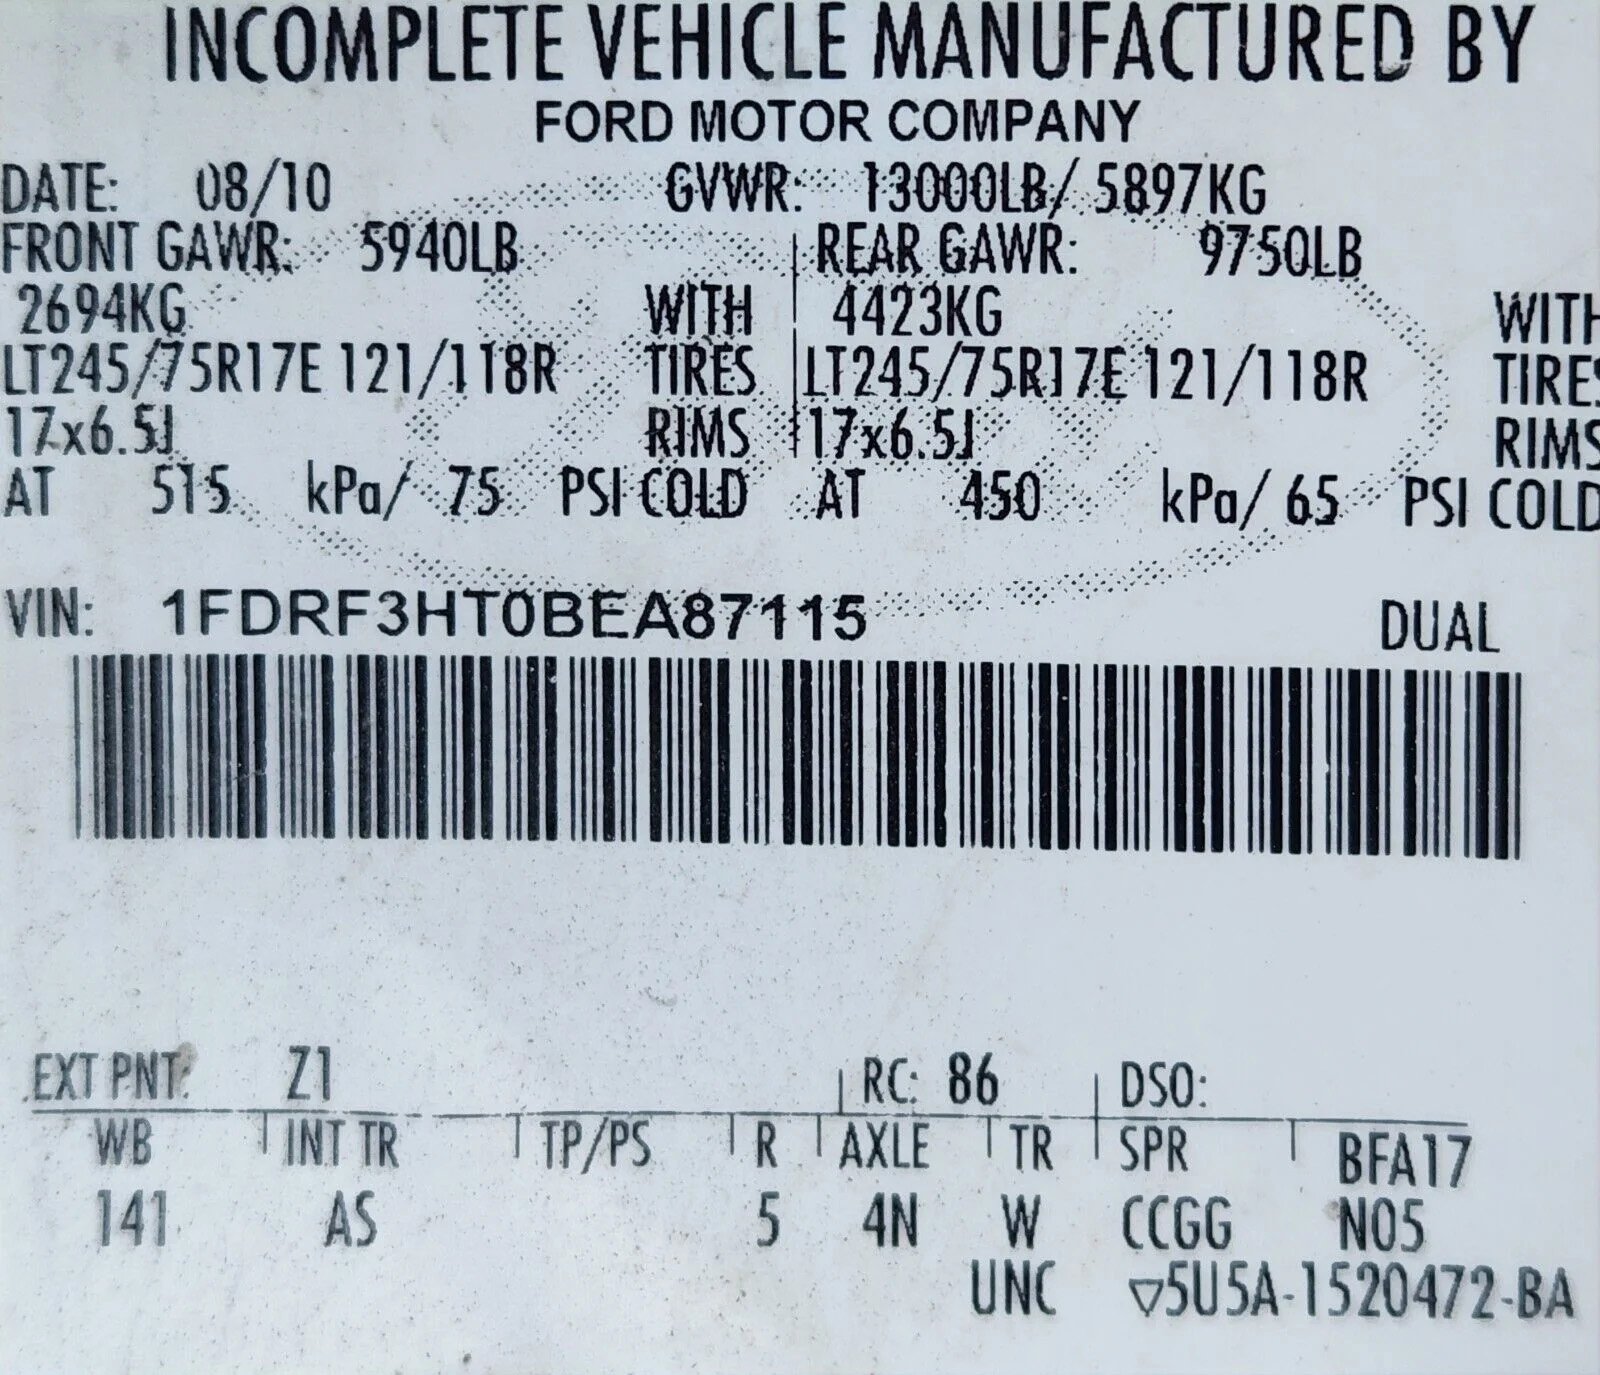 INCOMPLETE VEHICLE MANUFACTURED BY
FORD MOTOR COMPANY
DATE: 08/10 GVWR: 13000LB/ 5897KG
FRONT GAWR: 5940LB REAR GAWR: 9750LB
2694KG WITH 4423KG WITH
LT245/75R17E 121/118R TIRES LT245/75R17E 121/118R TIRES
17x6.5J RIMS 17x6.5J RIMS
AT 515 kPa/ 75 PSI COLD AT 450 kPa/ 65 PSI COLD
VIN: 1FDRF3HT0BEA87115 DUAL
EXT PNT: Z1 RC: 86 DSO:
WB INT TR TP/PS R AXLE TR SPR BFA17
141 AS 5 4N W CCGG N05
UNC ▽5U5A-1520472-BA